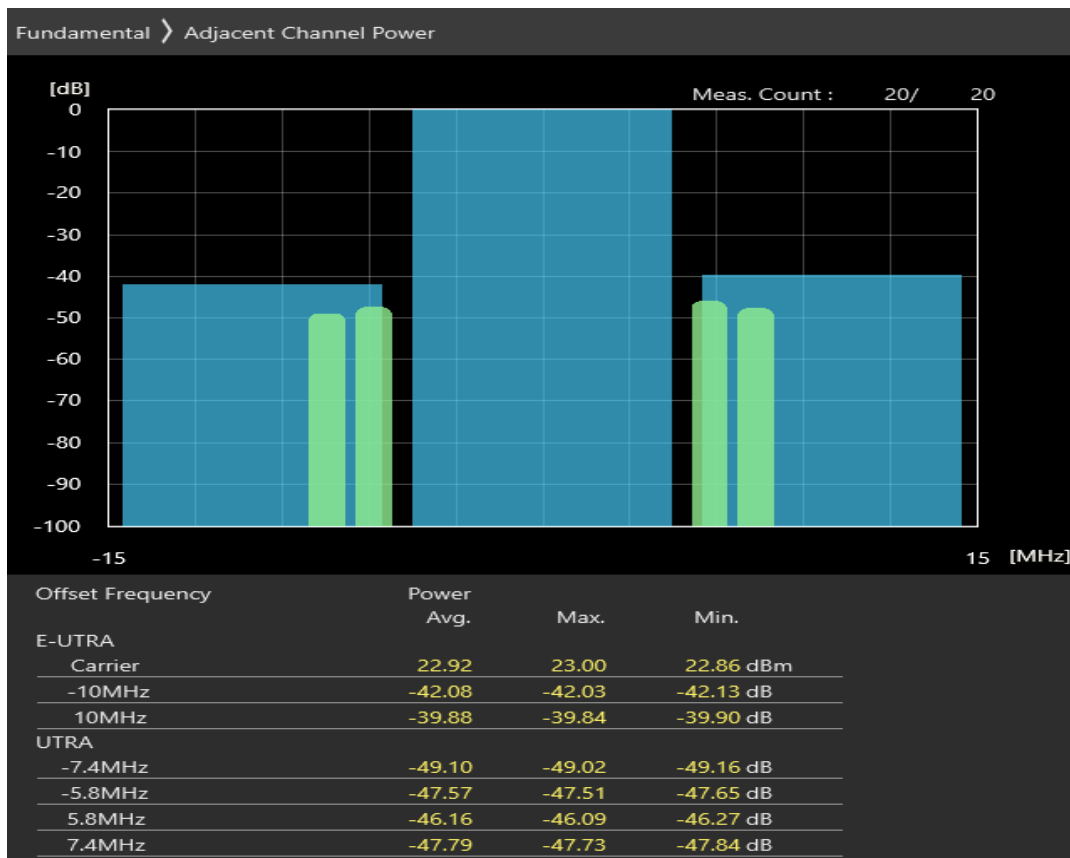 Fundamental 〉 Adjacent Channel Power
[dB]
Meas. Count : 20/ 20
0
-10
-20
-30
-40
-50
-60
-70
-80
-90
-100
-15 15 [MHz]
Offset Frequency Power
Avg. Max. Min.
E-UTRA
Carrier 22.92 23.00 22.86 dBm
-10MHz -42.08 -42.03 -42.13 dB
10MHz -39.88 -39.84 -39.90 dB
UTRA
-7.4MHz -49.10 -49.02 -49.16 dB
-5.8MHz -47.57 -47.51 -47.65 dB
5.8MHz -46.16 -46.09 -46.27 dB
7.4MHz -47.79 -47.73 -47.84 dB